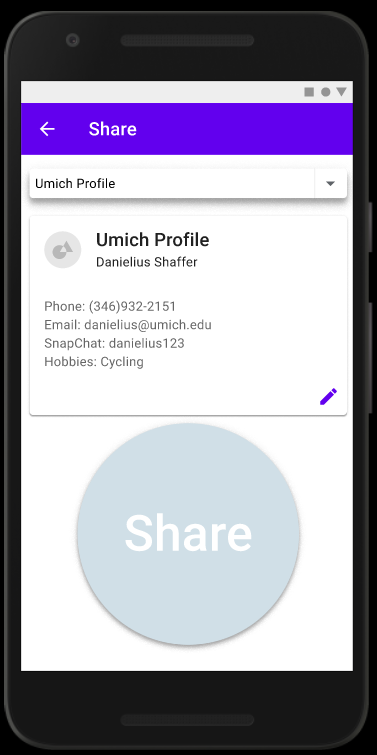 Share
Umich Profile
Umich Profile
Danielius Shaffer
Phone: (346)932-2151
Email: danielius@umich.edu
SnapChat: danielius123
Hobbies: Cycling
Share